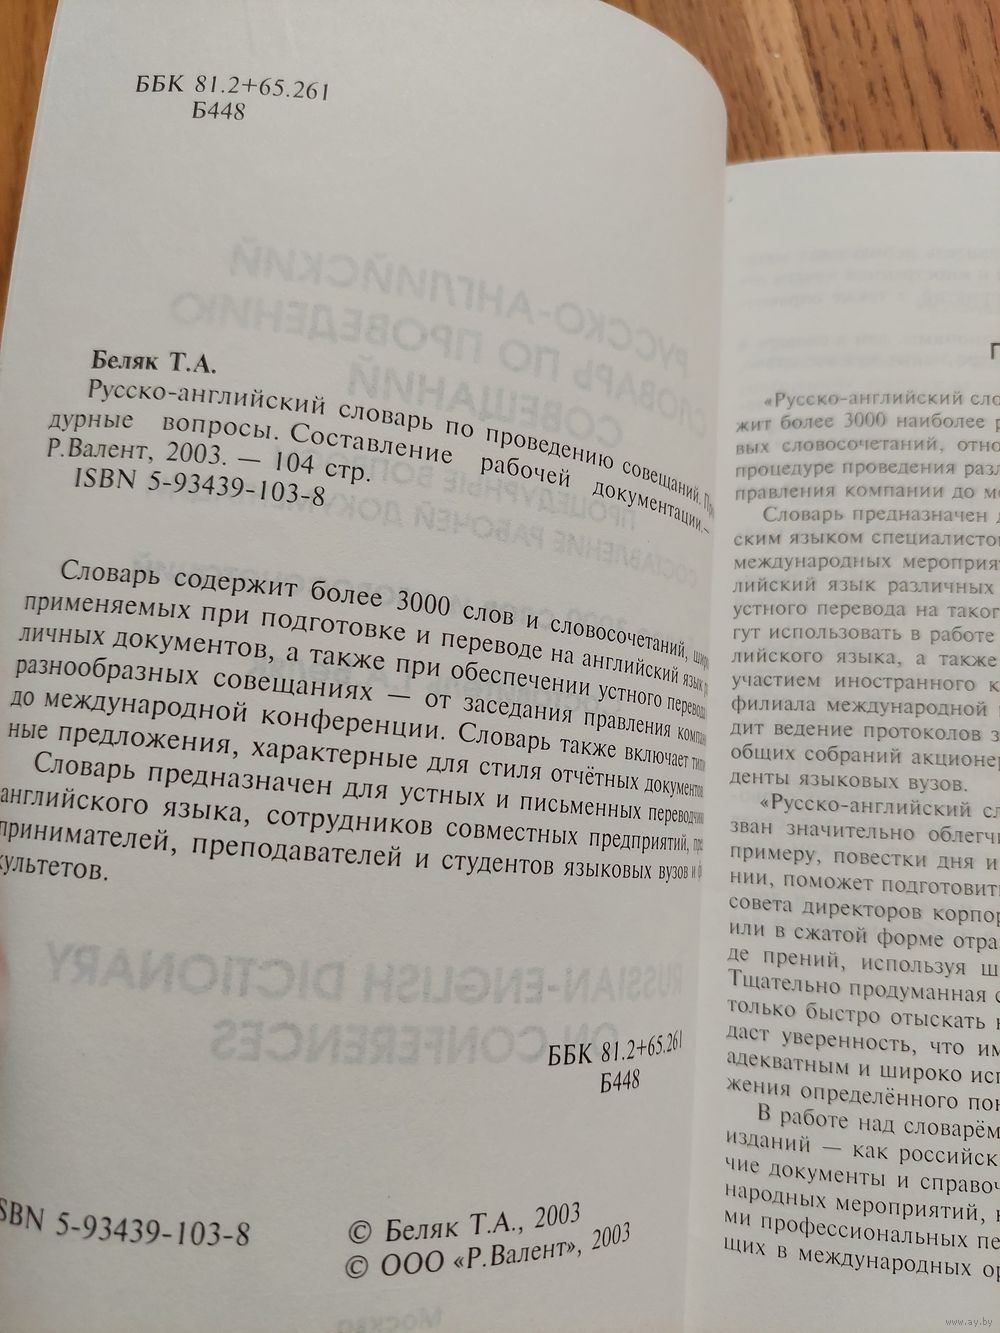 ББК 81.2+65.261
Б448
Беляк Т.А.
Русско-английский словарь по проведению совещаний.
дурные вопросы. Составление рабочей документации. —
Р.Валент, 2003. — 104 стр.
ISBN 5-93439-103-8
Словарь содержит более 3000 слов и словосочетаний,
применяемых при подготовке и переводе на английский язык
личных документов, а также при обеспечении устного
разнообразных совещаниях — от заседания правления
до международной конференции. Словарь также включает
ные предложения, характерные для стиля отчётных
Словарь предназначен для устных и письменных
английского языка, сотрудников совместных предприятий,
принимателей, преподавателей и студентов языковых вузов и
культетов.
ББК 81.2+65.261
Б448
ISBN 5-93439-103-8
© Беляк Т.А., 2003
© ООО «Р.Валент», 2003
П
«Русско-английский сло
жит более 3000 наиболее р
вых словосочетаний, отно
процедуре проведения раз
правления компании до м
Словарь предназначен д
ским языком специалисто
международных мероприят
лийский язык различных
устного перевода на таког
гут использовать в работе
лийского языка, а также
участием иностранного к
филиала международной
дит ведение протоколов з
общих собраний акционер
денты языковых вузов.
«Русско-английский сл
зван значительно облегчи
примеру, повестки дня и
нии, поможет подготовить
совета директоров корпор
или в сжатой форме отра
де прений, используя ш
Тщательно продуманная с
только быстро отыскать
даст уверенность, что им
адекватным и широко исп
жения определённого пон
В работе над словарём
изданий — как российск
чие документы и справоч
народных мероприятий,
ми профессиональных пе
щих в международных ор
www.ay.by